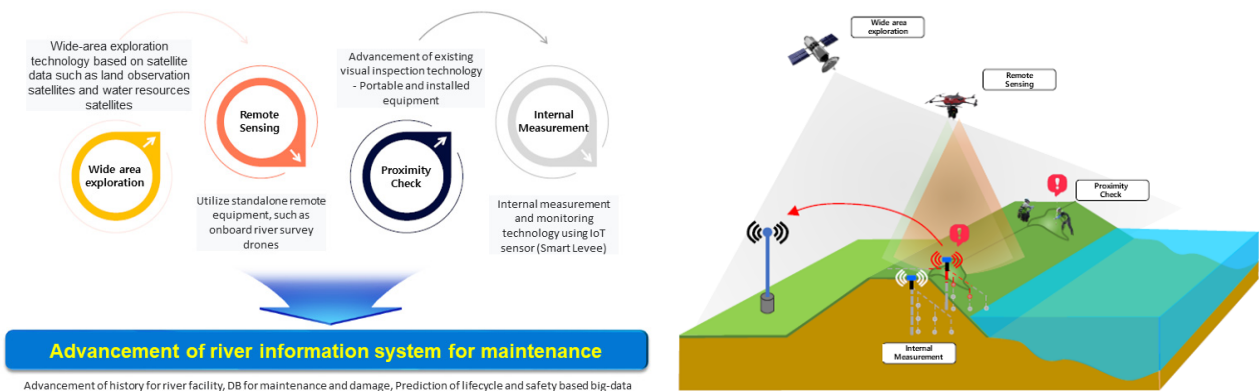 Wide-area exploration
technology based on satellite
data such as land observation
satellites and water resources
satellites
Wide area
exploration
Remote
Sensing
Utilize standalone remote
equipment, such as
onboard river survey
drones
Advancement of existing
visual inspection technology
- Portable and installed
equipment
Proximity
Check
Internal
Measurement
Internal measurement
and monitoring
technology using IoT
sensor (Smart Levee)
Advancement of river information system for maintenance
Advancement of history for river facility, DB for maintenance and damage, Prediction of lifecycle and safety based big-data
Wide area
exploration
Remote
Sensing
Proximity
Check
Internal
Measurement